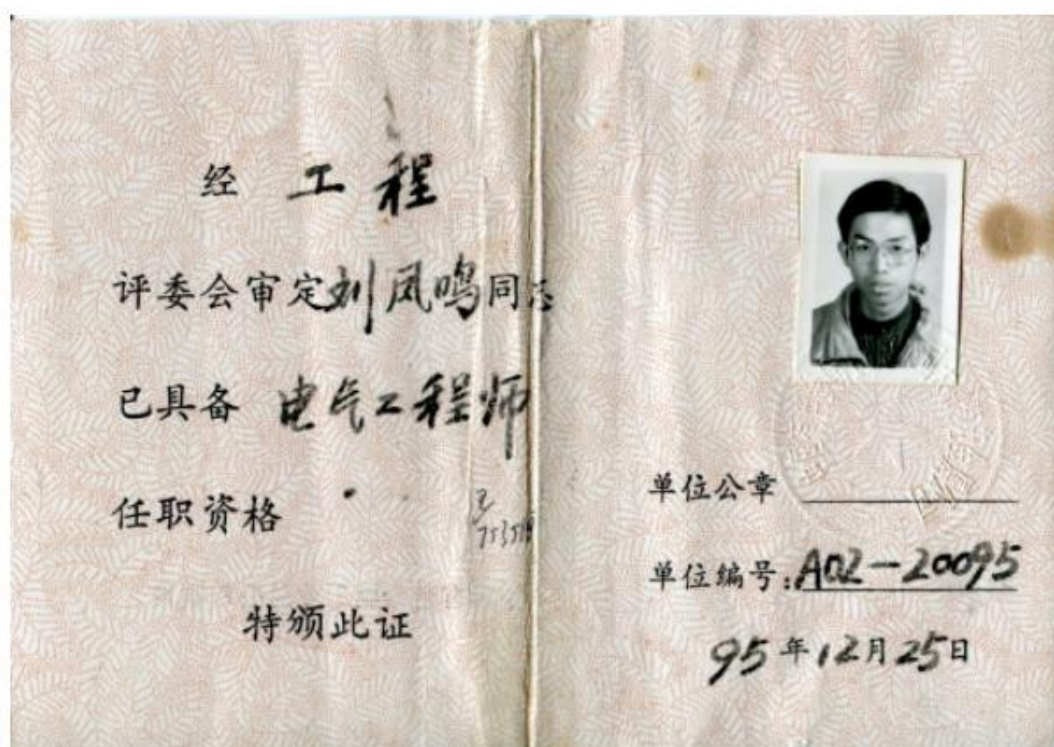 经 工程
评委会审定刘凤鸣同志
已具备 电气工程师
任职资格
特颁此证
单位公章
单位编号:A02-20095
95年12月25日